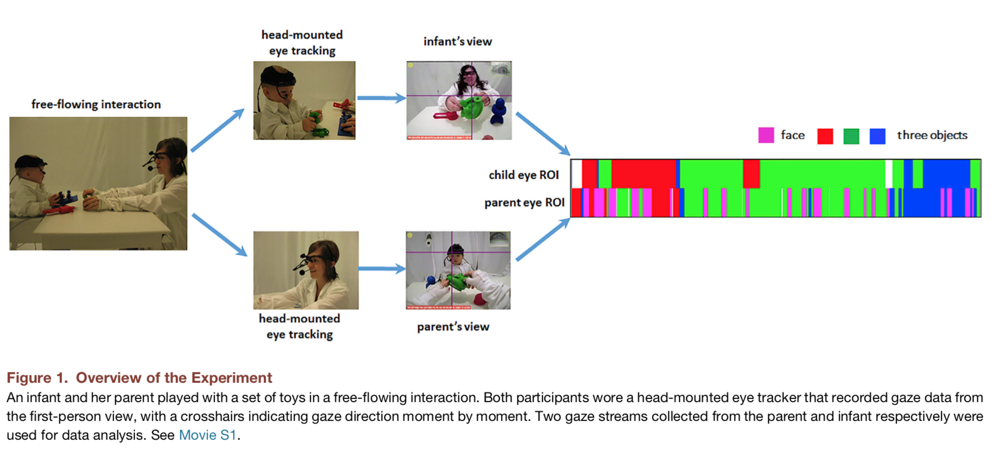 head-mounted
eye tracking
infant's view
free-flowing interaction
face
three objects
child eye ROI
parent eye ROI
head-mounted
eye tracking
parent's view
Figure 1. Overview of the Experiment
An infant and her parent played with a set of toys in a free-flowing interaction. Both participants wore a head-mounted eye tracker that recorded gaze data from
the first-person view, with a crosshairs indicating gaze direction moment by moment. Two gaze streams collected from the parent and infant respectively were
used for data analysis. See Movie S1.